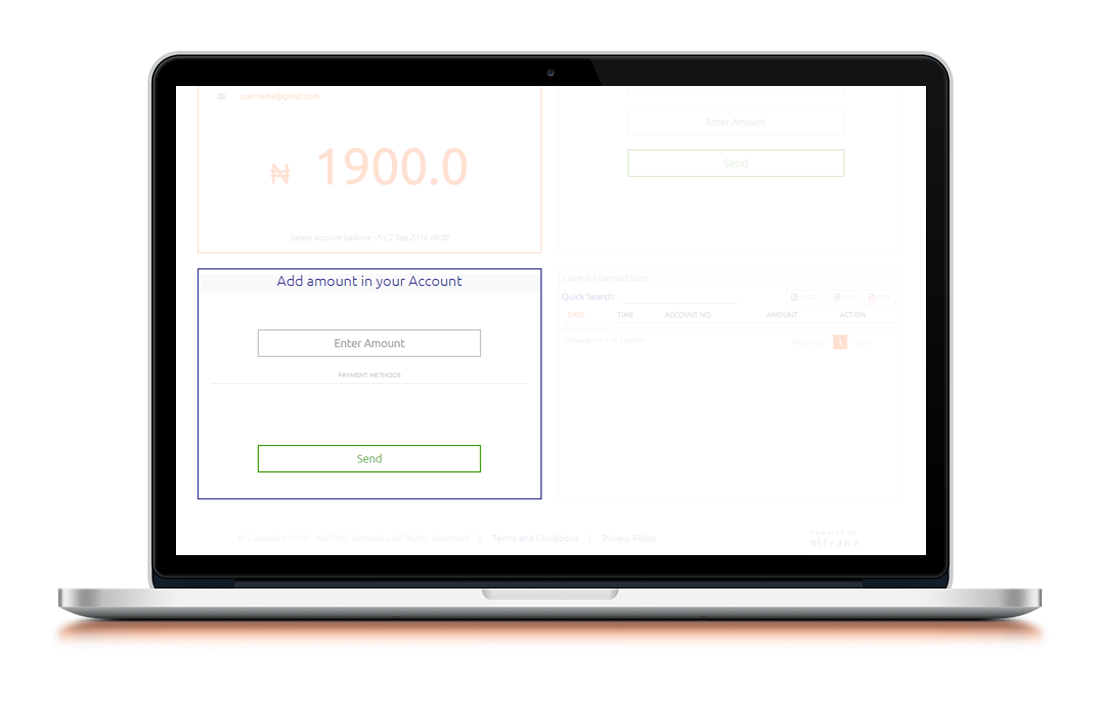 username@gmail.com
₦ 1900.0
Latest account balance | Fri, 2 Sep 2016 08:30
Enter Amount
Send
Add amount in your Account
Enter Amount
PAYMENT METHODS
Send
Latest transactions
Quick Search:
EXCEL CSV PDF
DATE TIME ACCOUNT NO. AMOUNT ACTION
Showing 1 to 1 of 1 entries
PREVIOUS 1 NEXT
© Copyright 2016 - AIRTIME Networks All Rights Reserved | Terms and Conditions | Privacy Policy
Powered by
oltranz